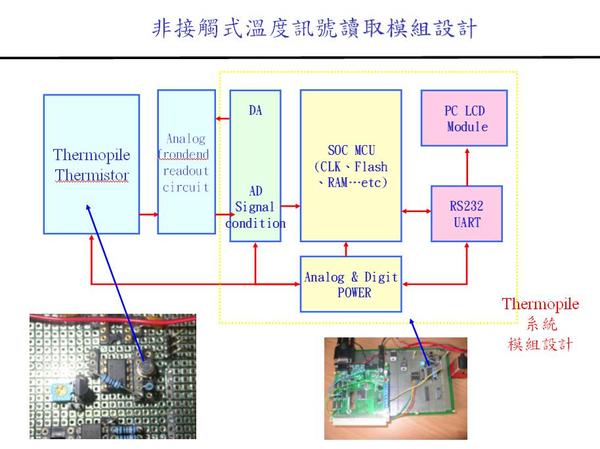 非接觸式溫度訊號讀取模組設計
Thermopile
Thermistor
Analog
frondend
readout
circuit
DA
AD
Signal
condition
SOC MCU
(CLK、Flash
、RAM…etc)
PC LCD
Module
RS232
UART
Analog & Digit
POWER
Thermopile
系統
模組設計